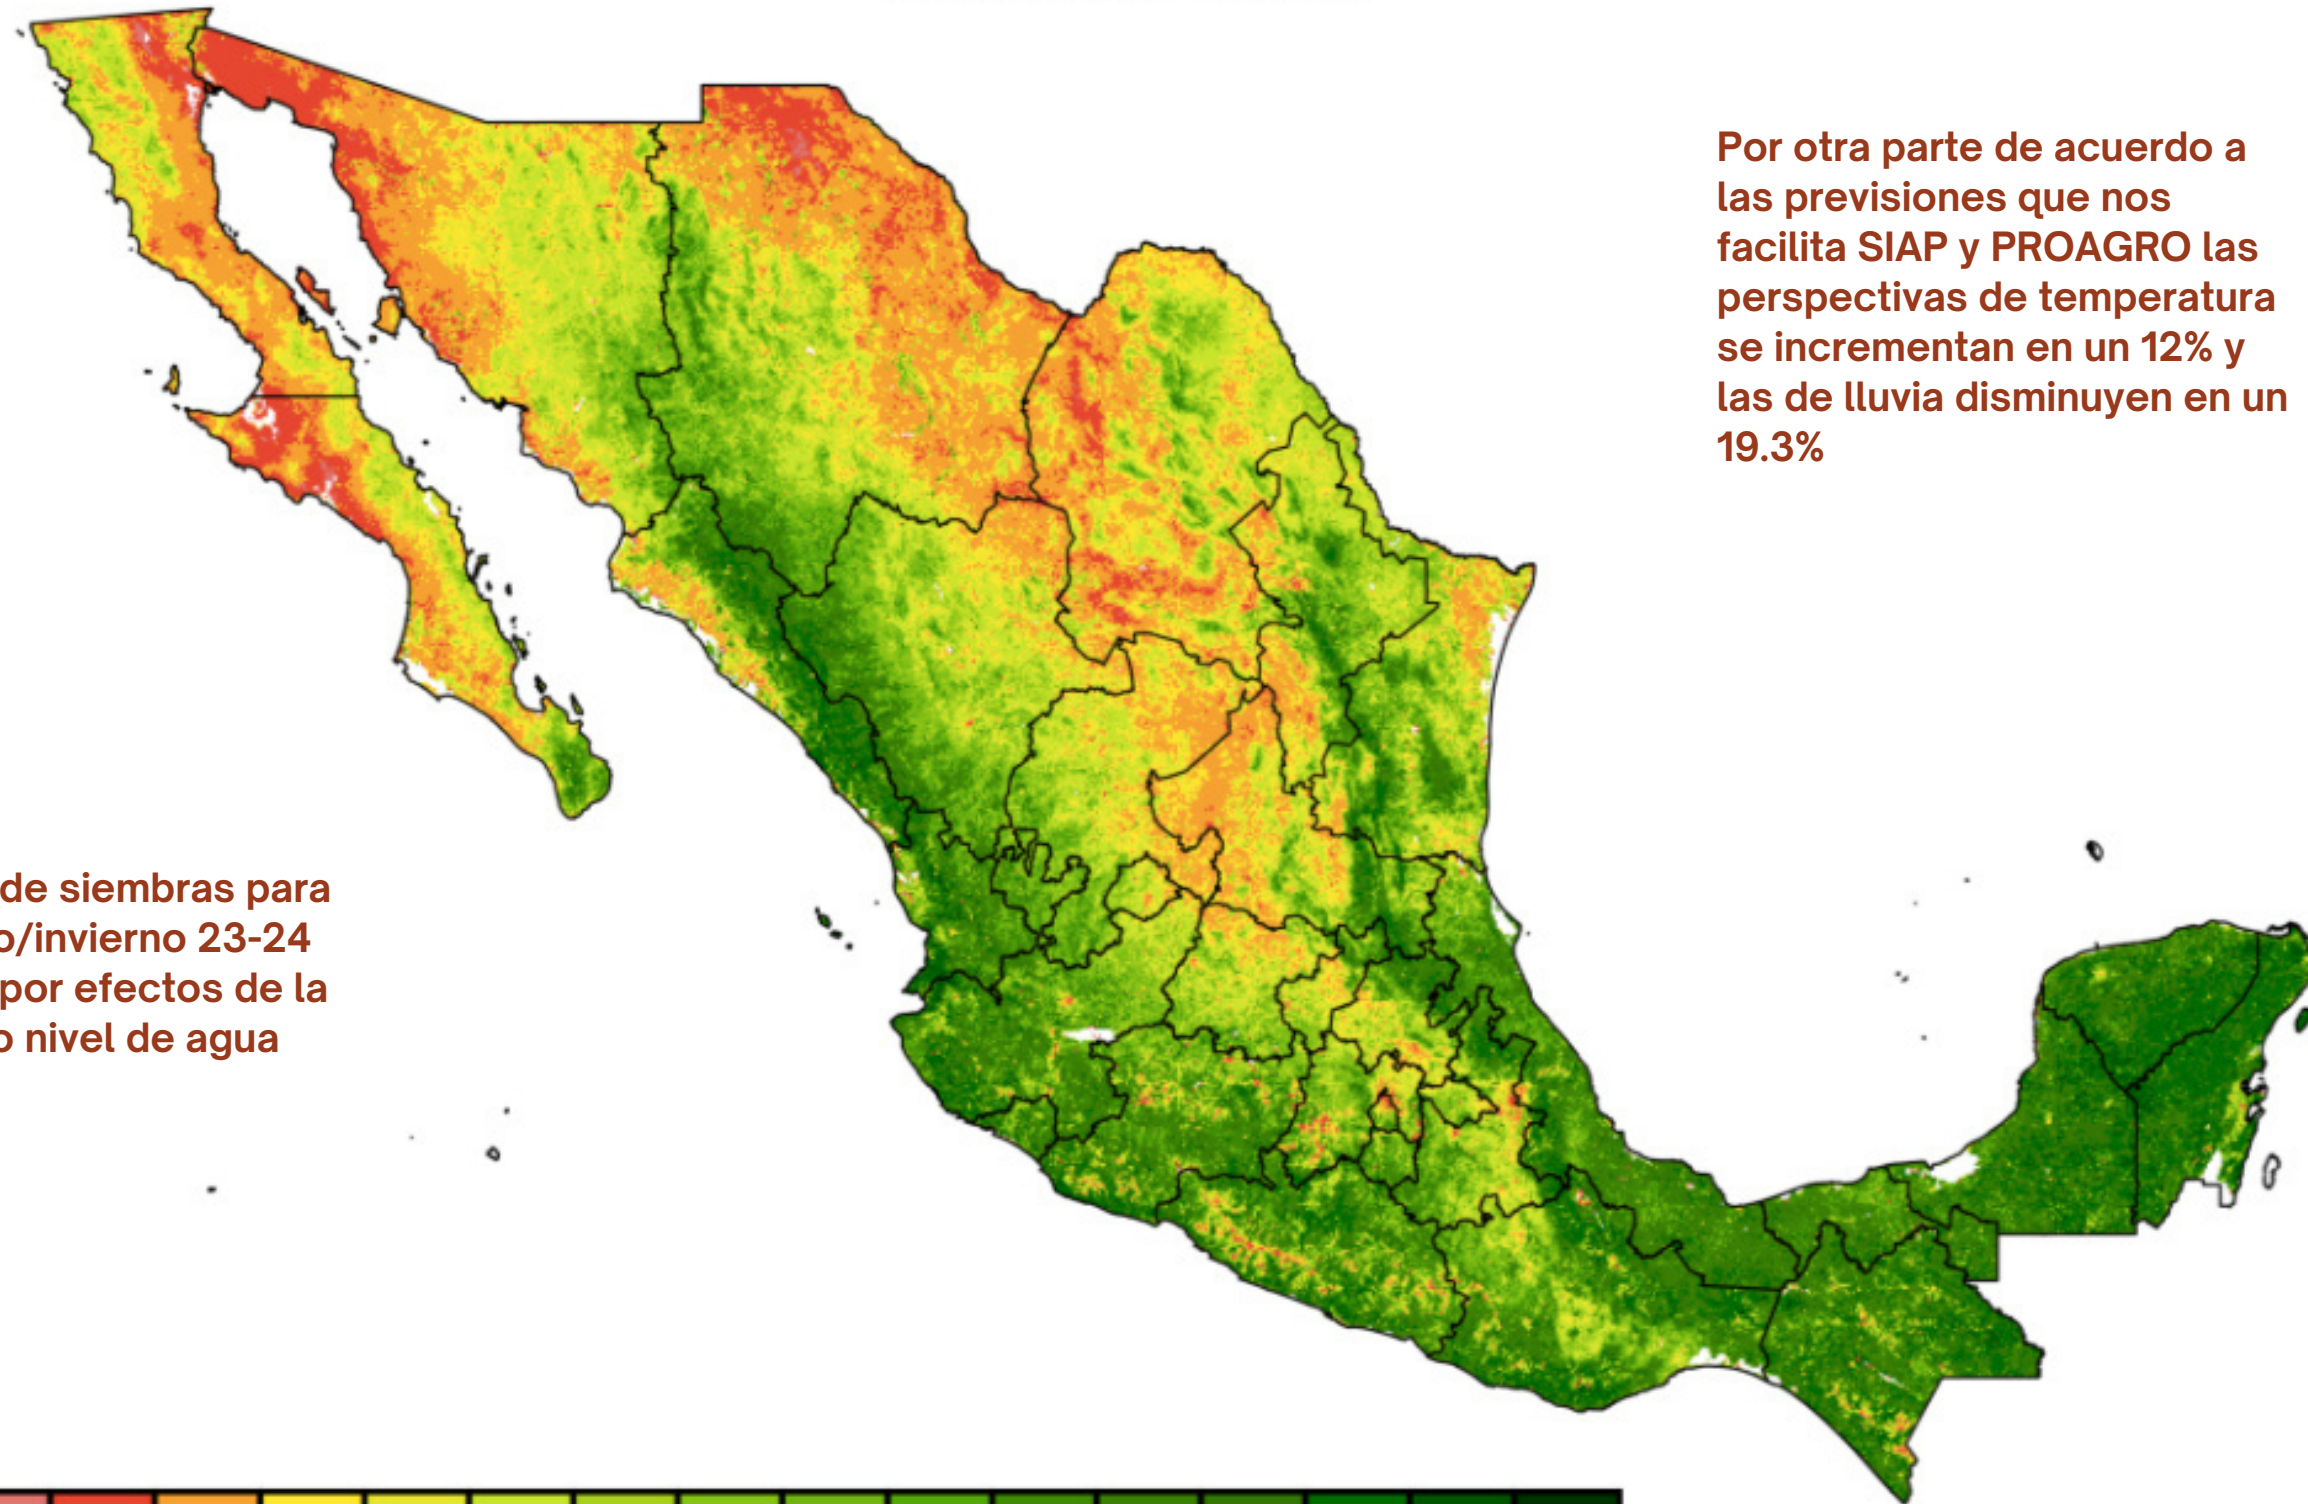 Por otra parte de acuerdo a
las previsiones que nos
facilita SIAP y PROAGRO las
perspectivas de temperatura
se incrementan en un 12% y
las de lluvia disminuyen en un
19.3%
de siembras para
o/invierno 23-24
por efectos de la
o nivel de agua